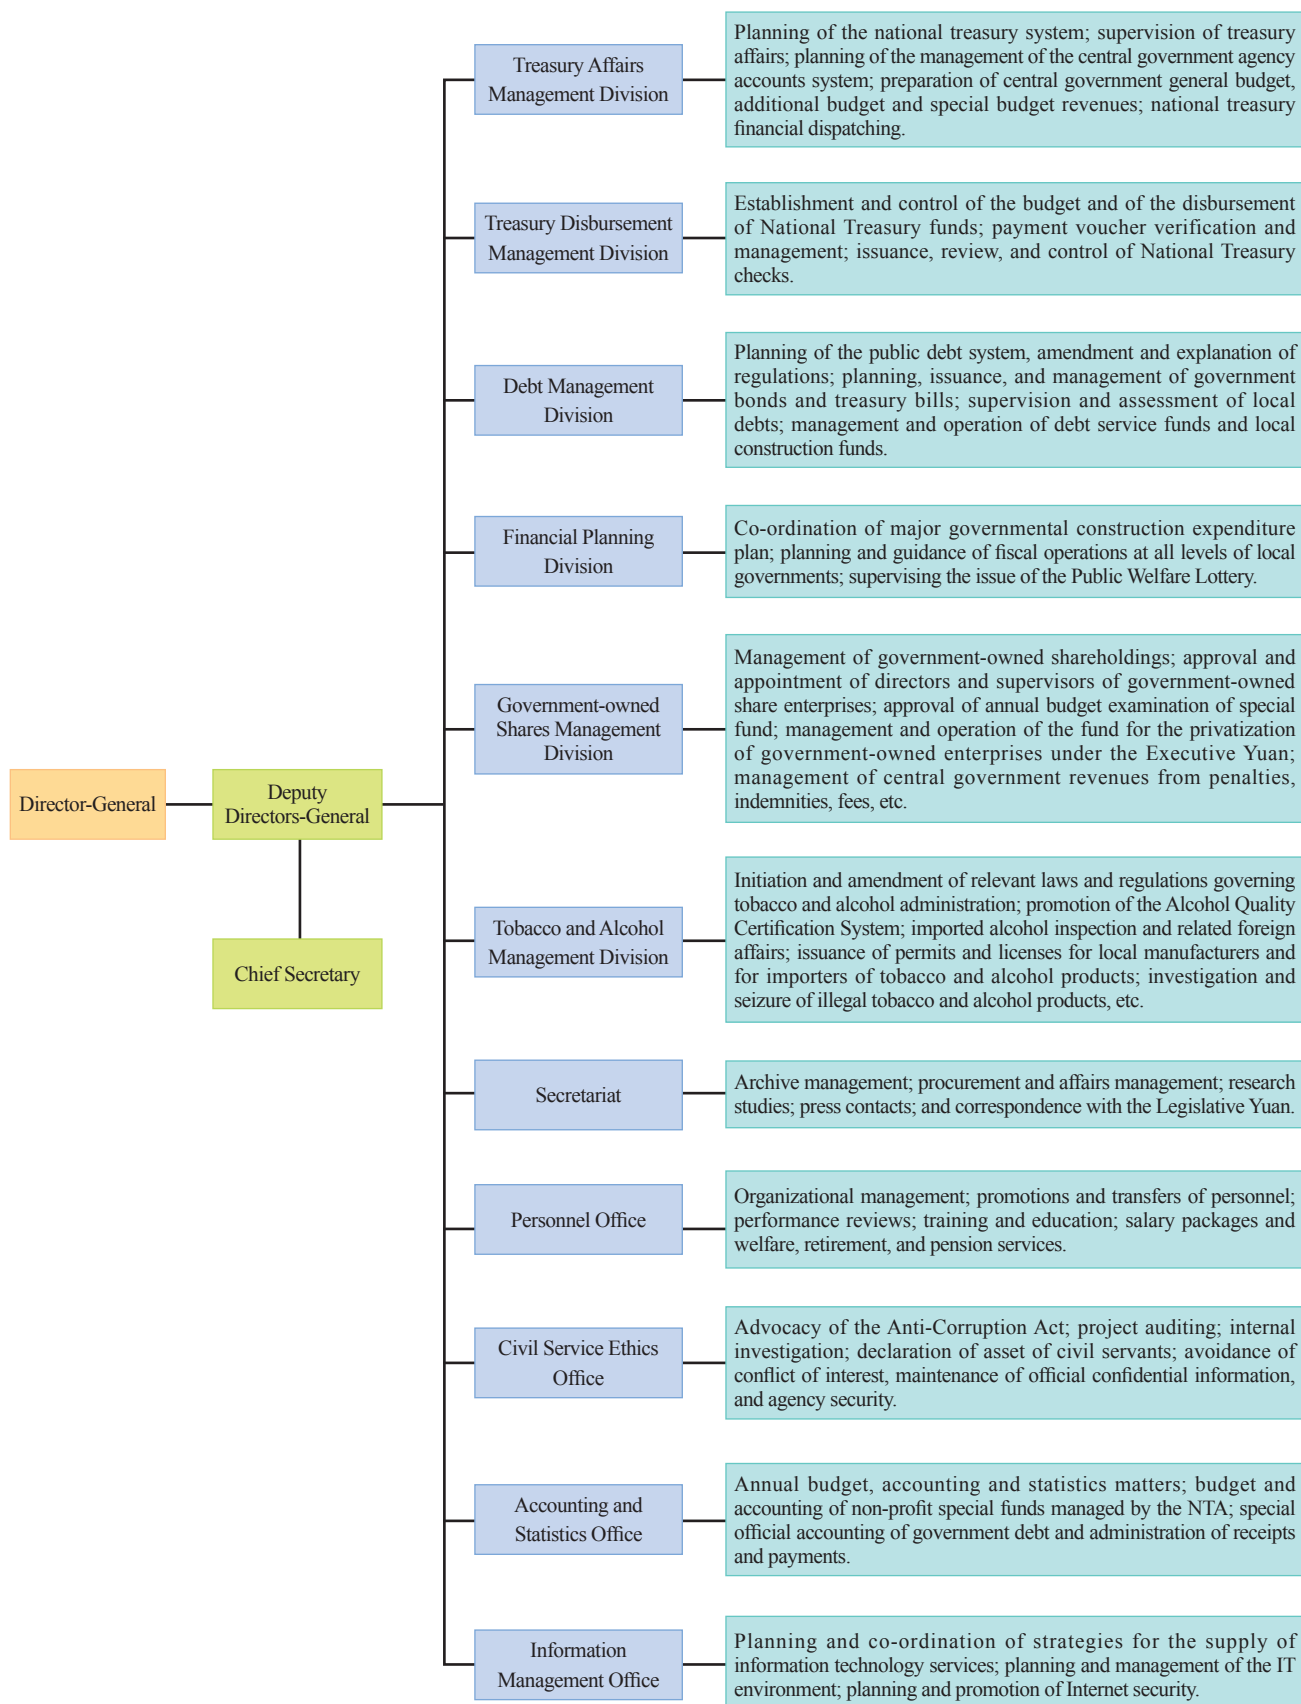 Director-General
Deputy
Directors-General
Chief Secretary
Treasury Affairs
Management Division
Planning of the national treasury system; supervision of treasury
affairs; planning of the management of the central government agency
accounts system; preparation of central government general budget,
additional budget and special budget revenues; national treasury
financial dispatching.
Treasury Disbursement
Management Division
Establishment and control of the budget and of the disbursement
of National Treasury funds; payment voucher verification and
management; issuance, review, and control of National Treasury
checks.
Debt Management
Division
Planning of the public debt system, amendment and explanation of
regulations; planning, issuance, and management of government
bonds and treasury bills; supervision and assessment of local
debts; management and operation of debt service funds and local
construction funds.
Financial Planning
Division
Co-ordination of major governmental construction expenditure
plan; planning and guidance of fiscal operations at all levels of local
governments; supervising the issue of the Public Welfare Lottery.
Government-owned
Shares Management
Division
Management of government-owned shareholdings; approval and
appointment of directors and supervisors of government-owned
share enterprises; approval of annual budget examination of special
fund; management and operation of the fund for the privatization
of government-owned enterprises under the Executive Yuan;
management of central government revenues from penalties,
indemnities, fees, etc.
Tobacco and Alcohol
Management Division
Initiation and amendment of relevant laws and regulations governing
tobacco and alcohol administration; promotion of the Alcohol Quality
Certification System; imported alcohol inspection and related foreign
affairs; issuance of permits and licenses for local manufacturers and
for importers of tobacco and alcohol products; investigation and
seizure of illegal tobacco and alcohol products, etc.
Secretariat
Archive management; procurement and affairs management; research
studies; press contacts; and correspondence with the Legislative Yuan.
Personnel Office
Organizational management; promotions and transfers of personnel;
performance reviews; training and education; salary packages and
welfare, retirement, and pension services.
Civil Service Ethics
Office
Advocacy of the Anti-Corruption Act; project auditing; internal
investigation; declaration of asset of civil servants; avoidance of
conflict of interest, maintenance of official confidential information,
and agency security.
Accounting and
Statistics Office
Annual budget, accounting and statistics matters; budget and
accounting of non-profit special funds managed by the NTA; special
official accounting of government debt and administration of receipts
and payments.
Information
Management Office
Planning and co-ordination of strategies for the supply of
information technology services; planning and management of the IT
environment; planning and promotion of Internet security.